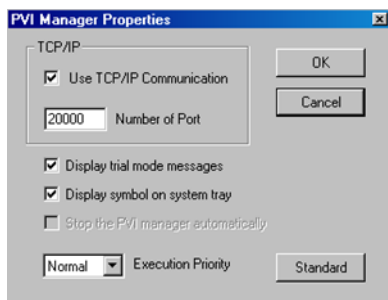 PVI Manager Properties
TCP/IP
Use TCP/IP Communication
20000 Number of Port
OK
Cancel
Display trial mode messages
Display symbol on system tray
Stop the PVI manager automatically
Normal Execution Priority
Standard